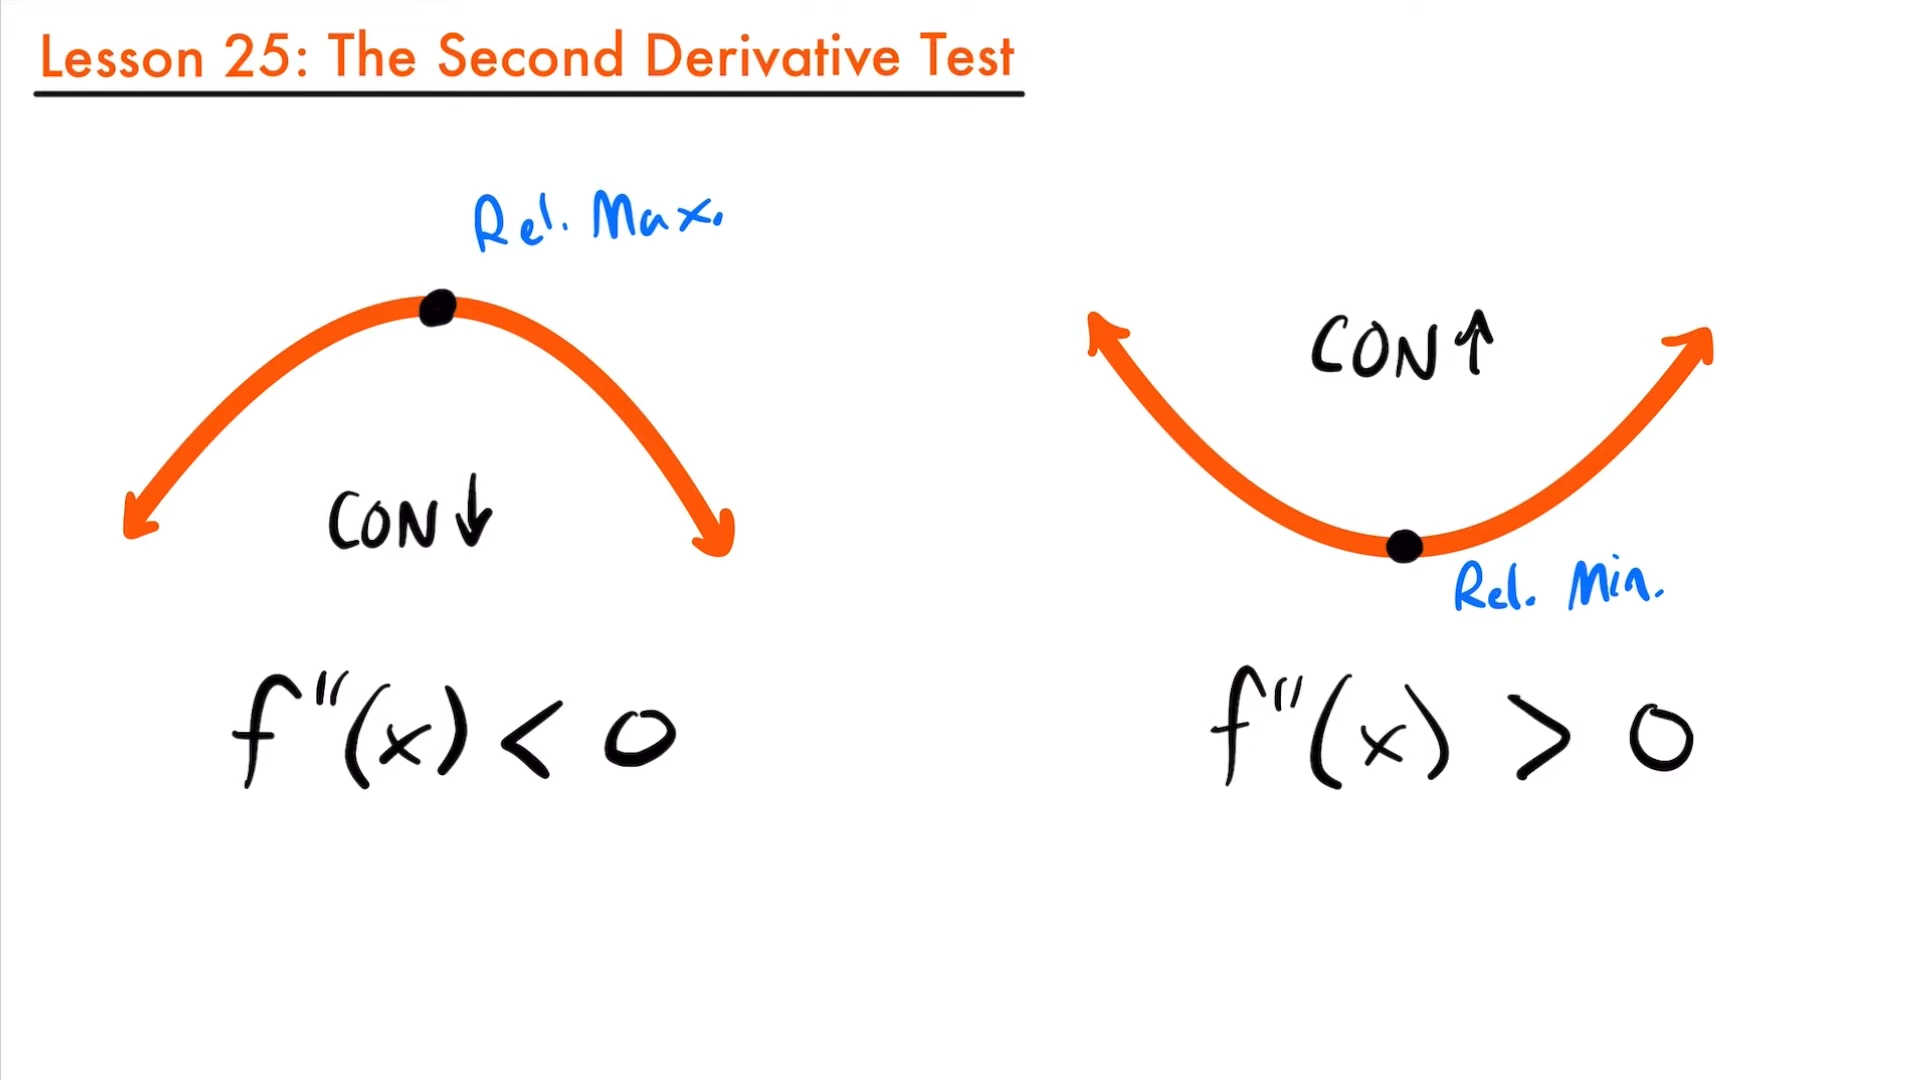 Lesson 25: The Second Derivative Test
Rel. Max.
CON↓
f''(x) < 0
CON↑
Rel. Min.
f''(x) > 0